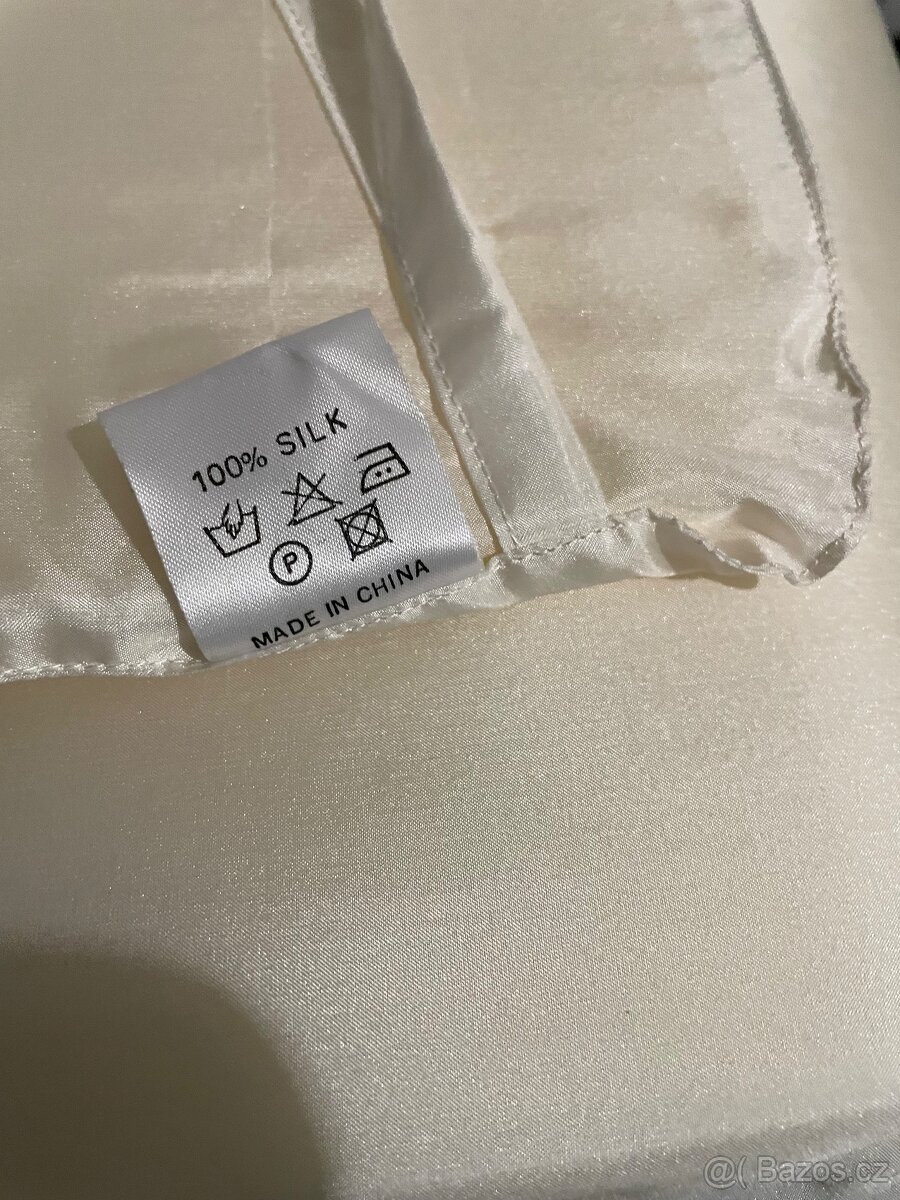 100% SILK
P
MADE IN CHINA
@( Bazos.cz